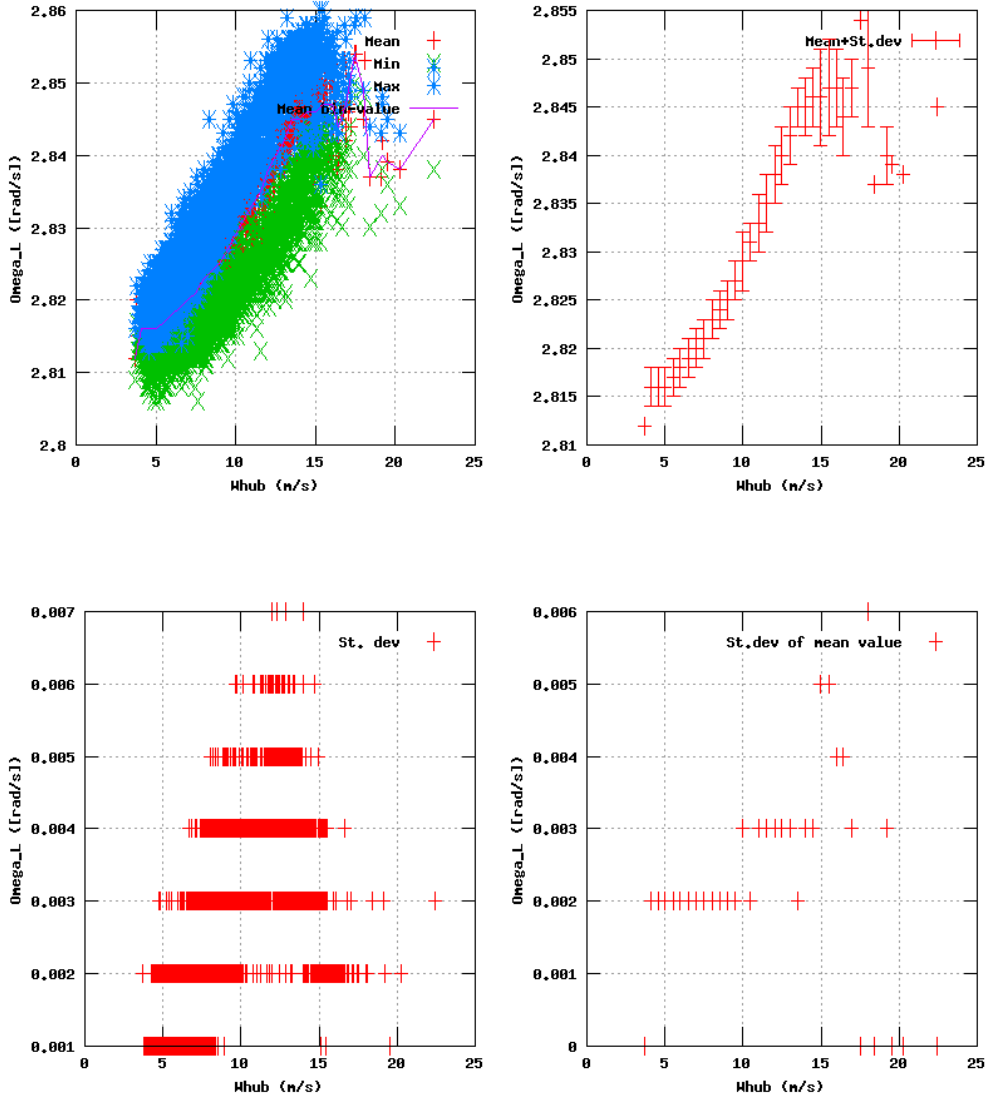 2.86
2.85
2.84
2.83
2.82
2.81
2.8
Omega_L ([rad/s])
0 5 10 15 20 25
Whub (m/s)
Mean
Min
Max
Mean bin-value
2.855
2.85
2.845
2.84
2.835
2.83
2.825
2.82
2.815
2.81
Omega_L ([rad/s])
0 5 10 15 20 25
Whub (m/s)
Mean+St.dev
0.007
0.006
0.005
0.004
0.003
0.002
0.001
Omega_L ([rad/s])
0 5 10 15 20 25
Whub (m/s)
St. dev
0.006
0.005
0.004
0.003
0.002
0.001
0
Omega_L ([rad/s])
0 5 10 15 20 25
Whub (m/s)
St.dev of mean value